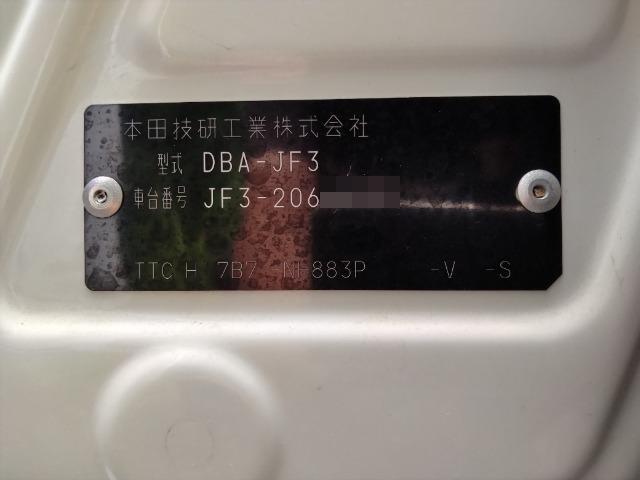 本田技研工業株式会社
型式 DBA-JF3
車台番号 JF3-206
TTC H 7B7 NH883P -V -S